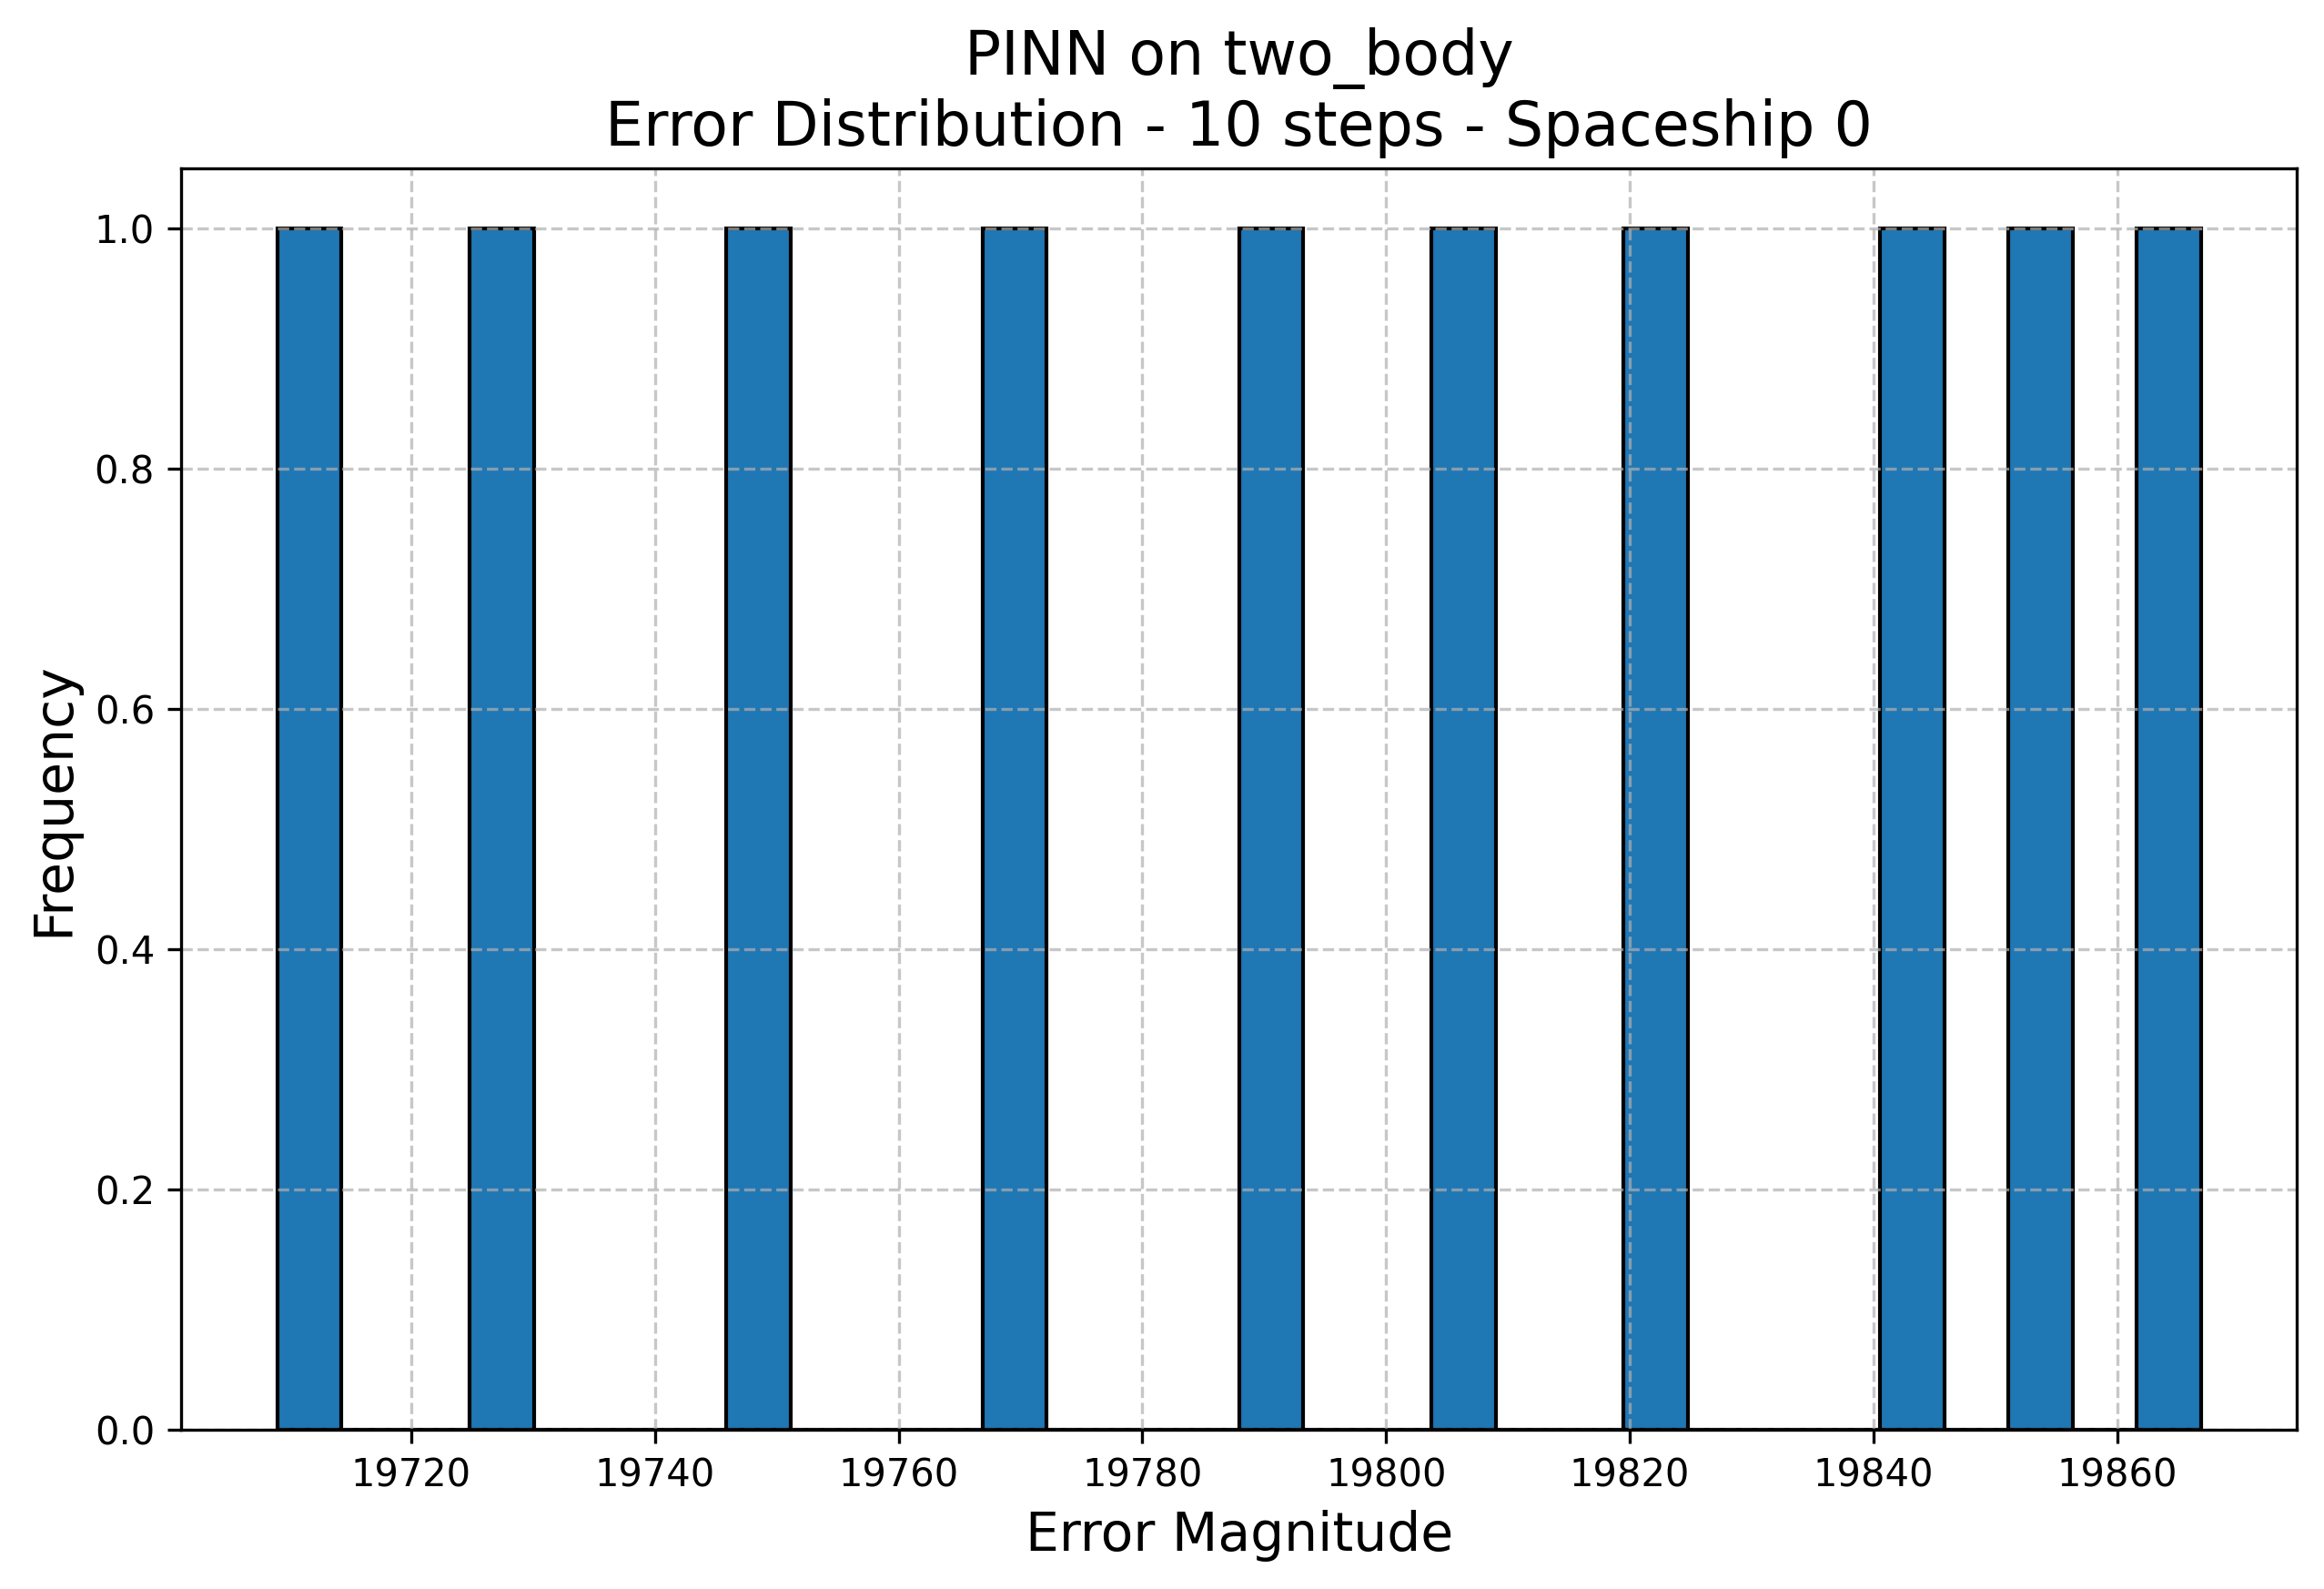 PINN on two_body
Error Distribution - 10 steps - Spaceship 0
1.0
0.8
0.6
0.4
0.2
0.0
Frequency
19720 19740 19760 19780 19800 19820 19840 19860
Error Magnitude